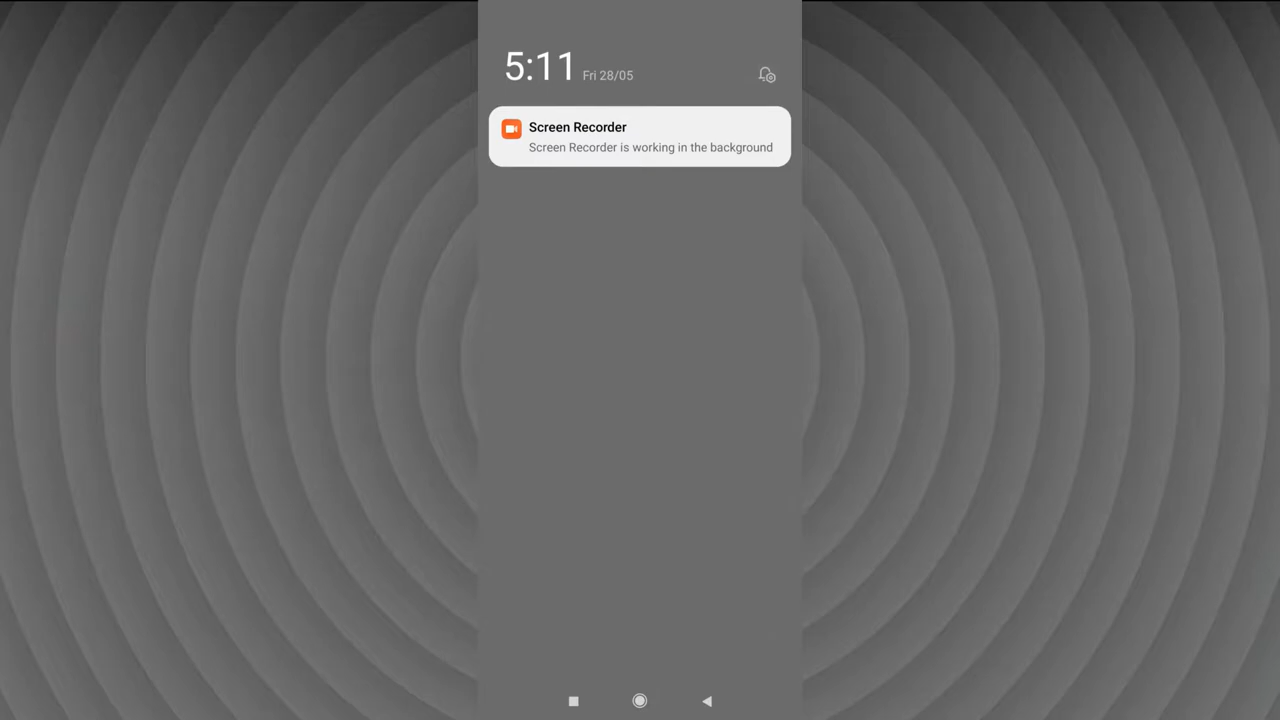 5:11 Fri 28/05
Screen Recorder
Screen Recorder is working in the background